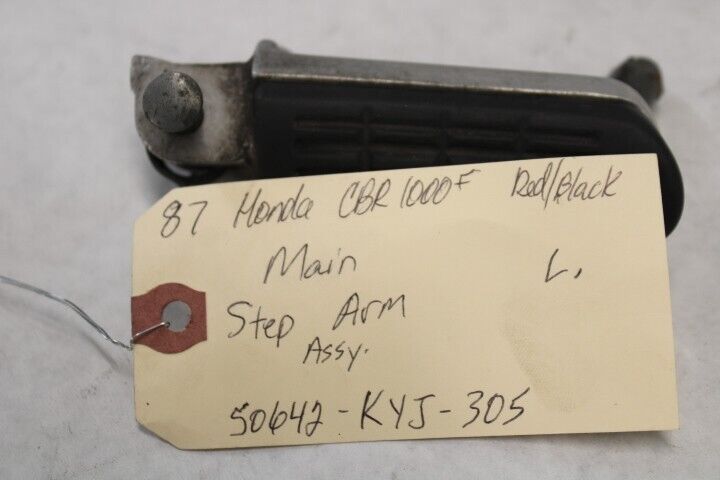 87 Honda CBR 1000F Red/Black
Main L.
Step Arm
Assy.
50642-KYJ-305